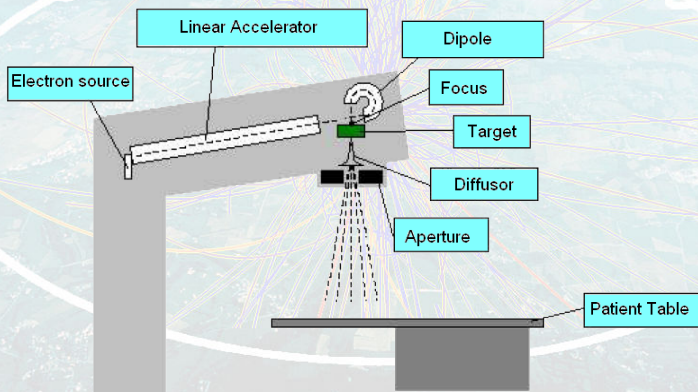 Linear Accelerator
Dipole
Electron source
Focus
Target
Diffusor
Aperture
Patient Table